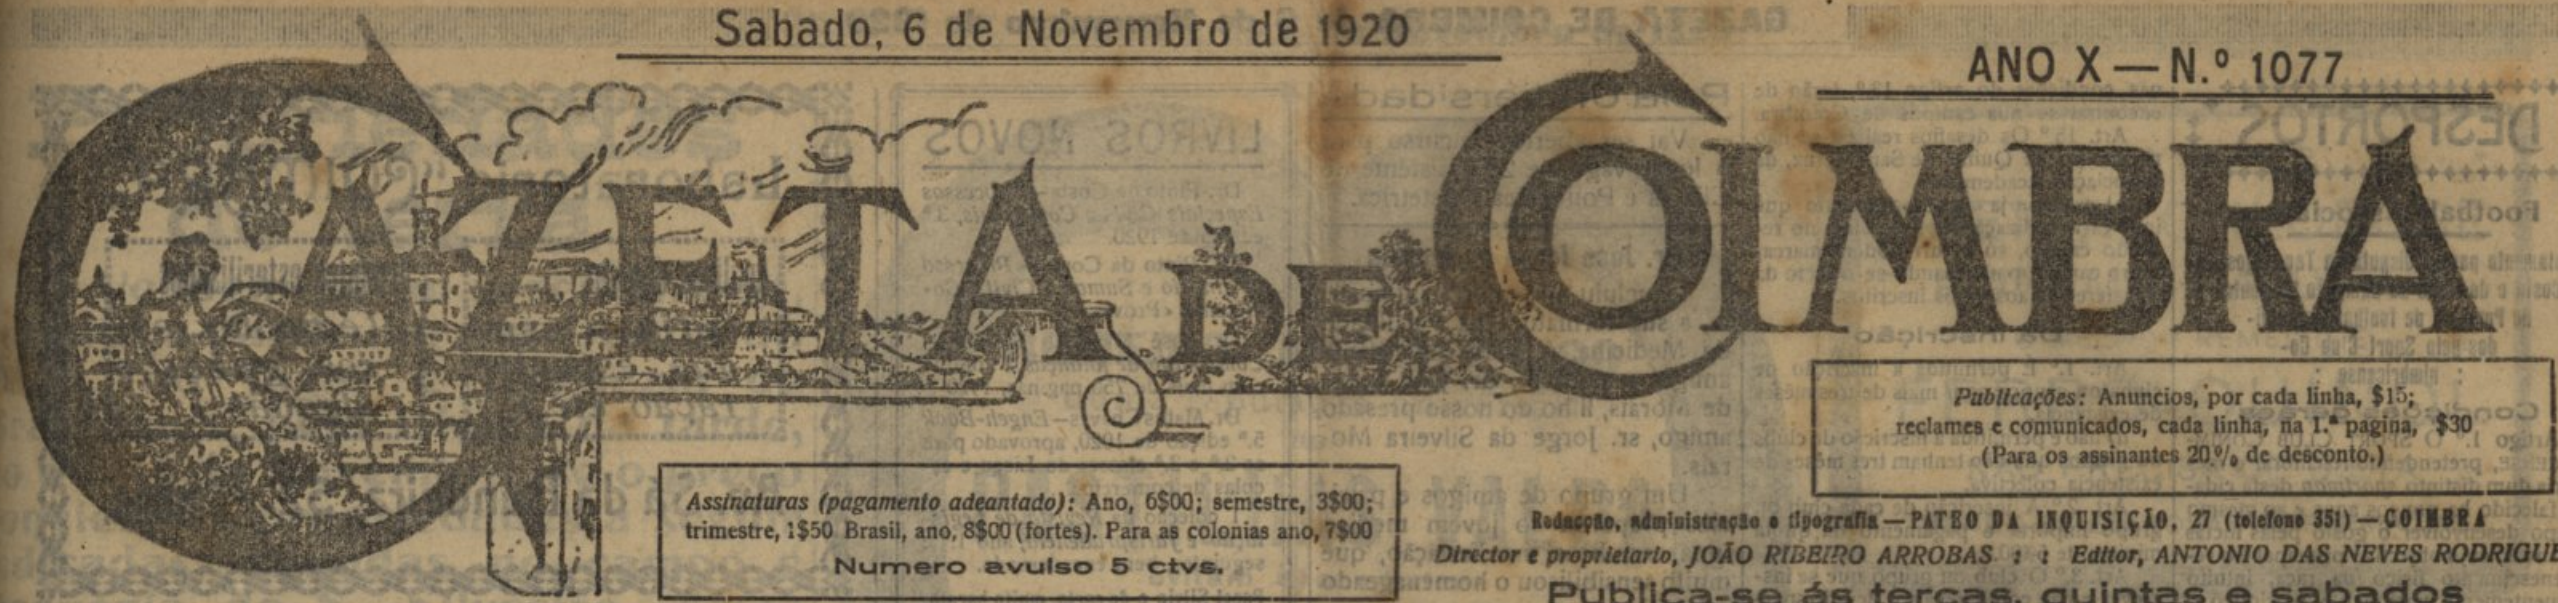 Sabado, 6 de Novembro de 1920
ANO X — N.º 1077
GAZETA DE COIMBRA
Publicações: Anuncios, por cada linha, $15;
reclames e comunicados, cada linha, na 1.ª pagina, $30
(Para os assinantes 20% de desconto.)
Assinaturas (pagamento adeantado): Ano, 6$00; semestre, 3$00;
trimestre, 1$50 Brasil, ano, 8$00 (fortes). Para as colonias ano, 7$00
Numero avulso 5 ctvs.
Redacção, administração e tipografia — PATEO DA INQUISIÇÃO, 27 (telefone 351) — COIMBRA
Director e proprietario, JOÃO RIBEIRO ARROBAS : : Editor, ANTONIO DAS NEVES RODRIGUE
Publica-se ás terças, quintas e sabados